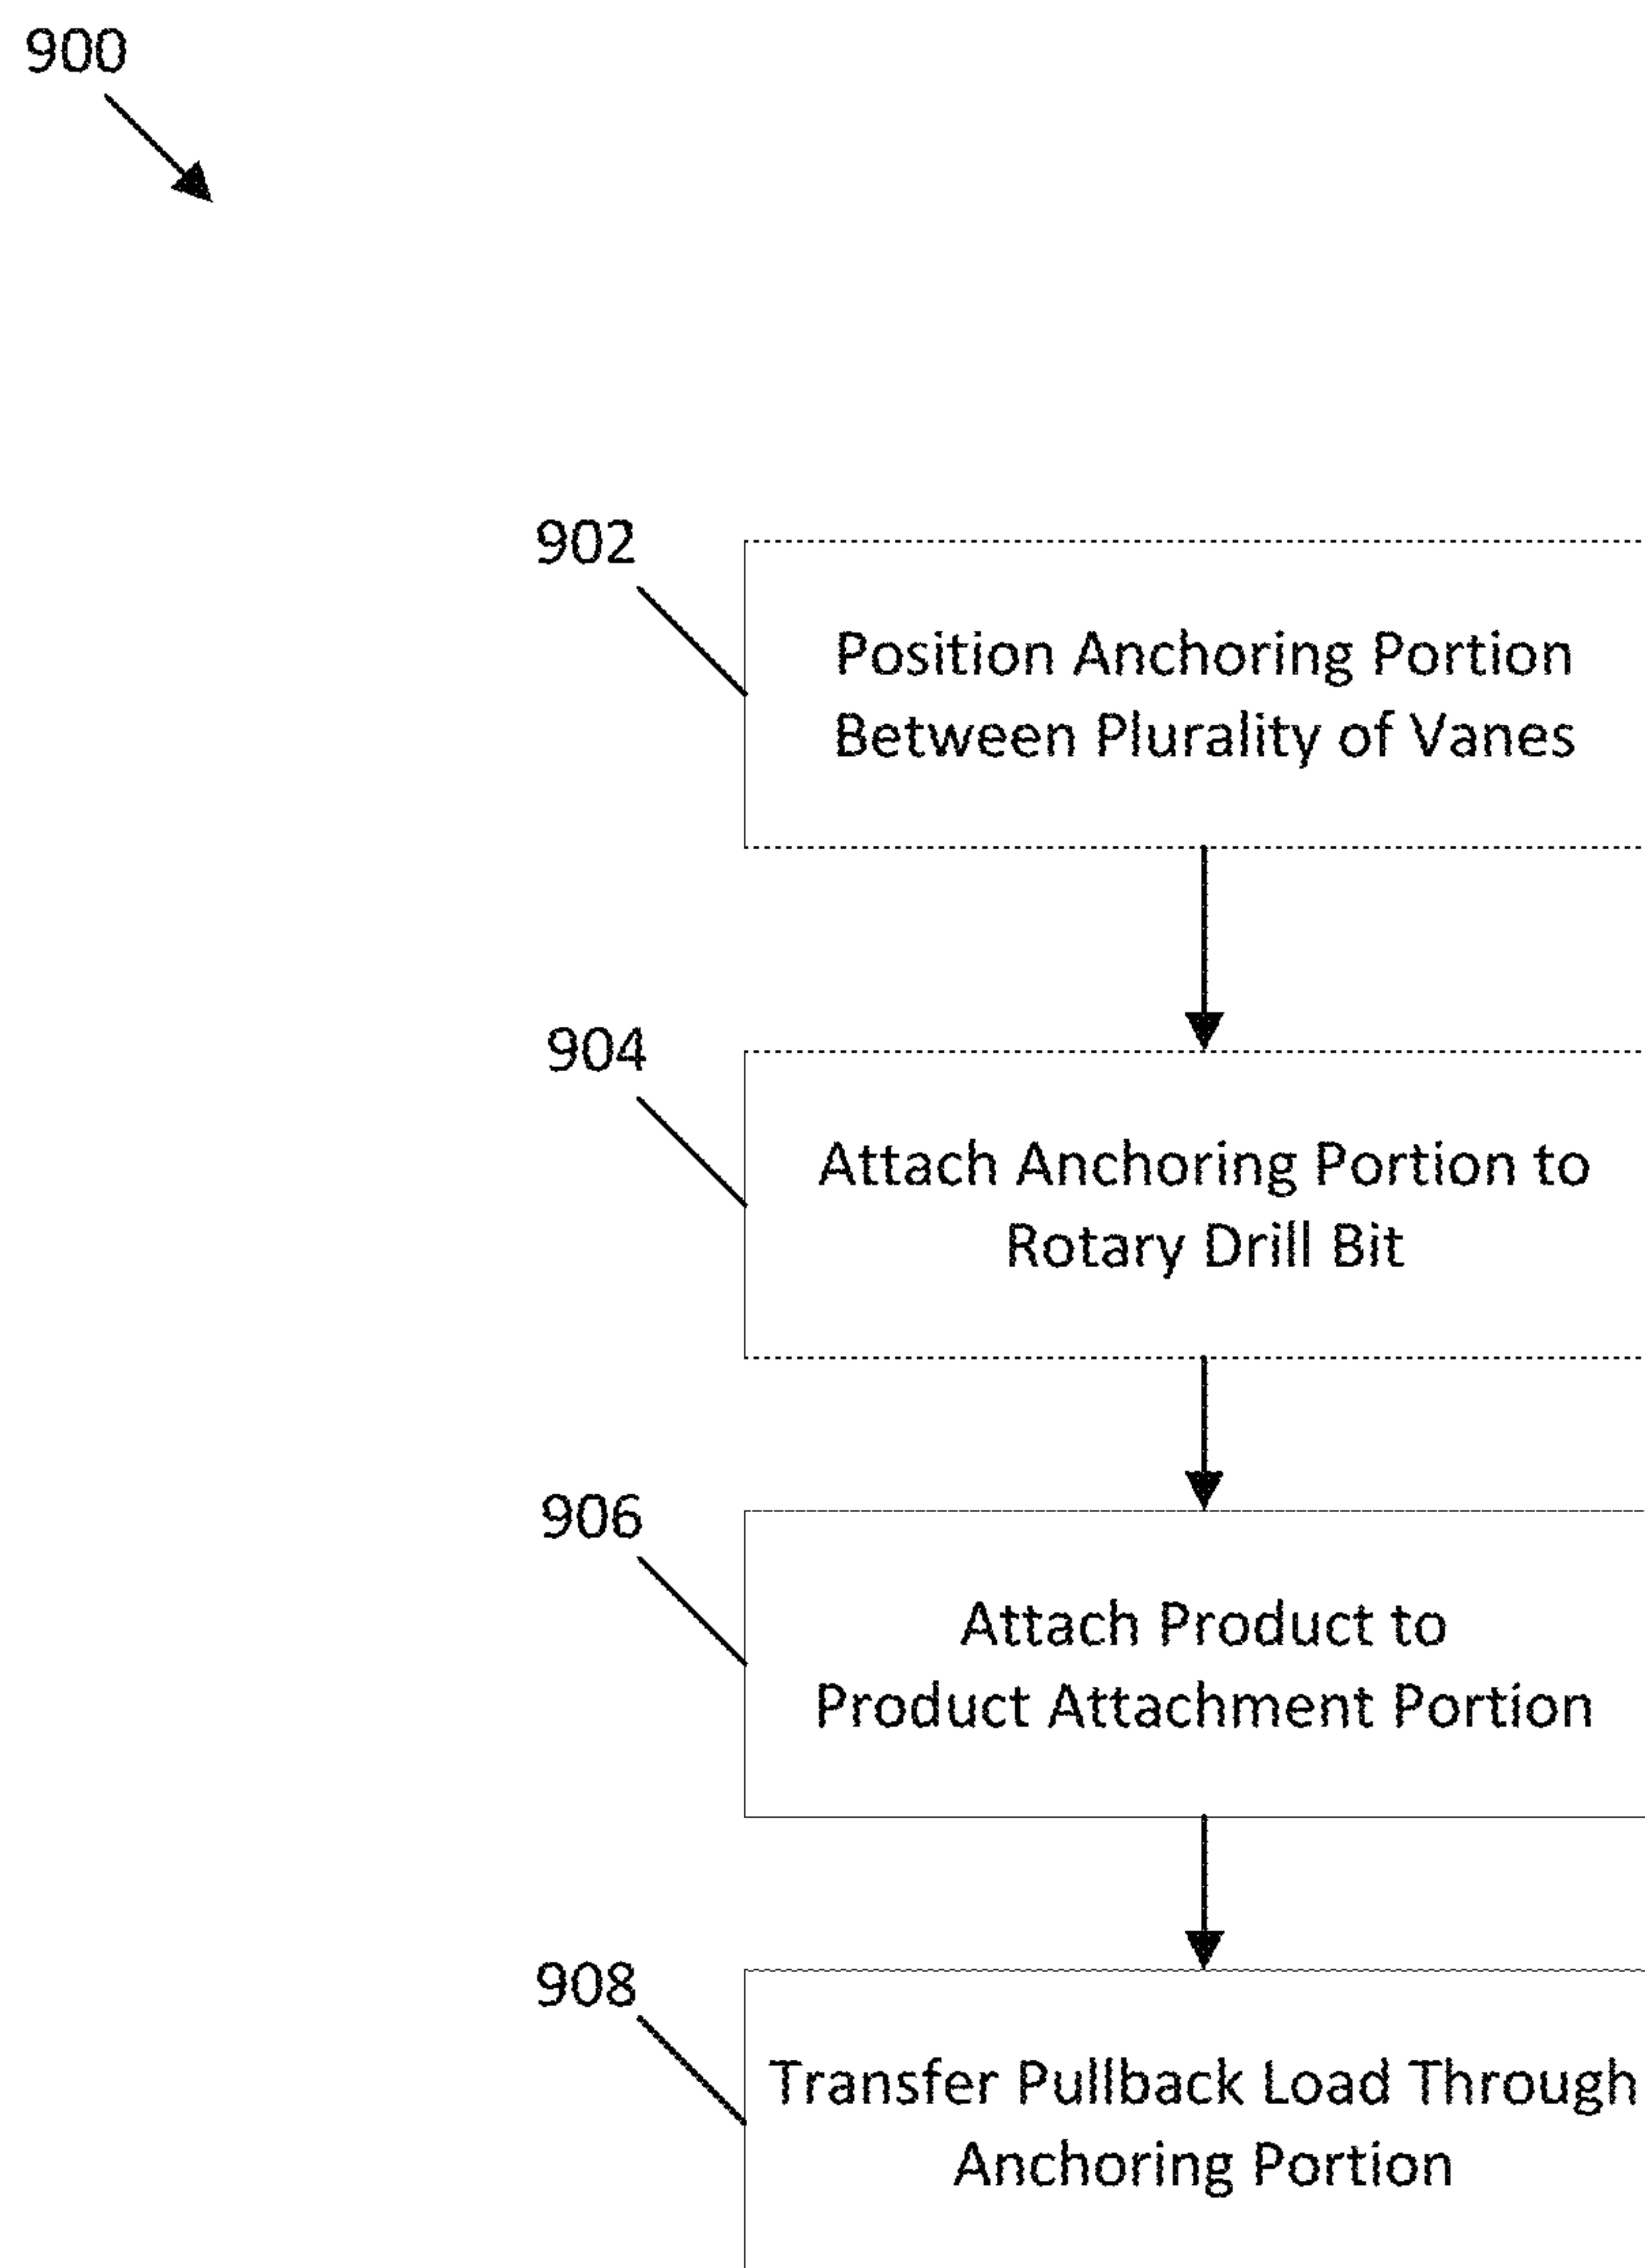 900
902
Position Anchoring Portion
Between Plurality of Vanes
904
Attach Anchoring Portion to
Rotary Drill Bit
906
Attach Product to
Product Attachment Portion
908
Transfer Pullback Load Through
Anchoring Portion